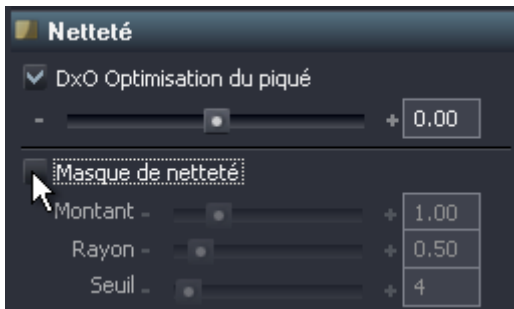 Netteté
DxO Optimisation du piqué
- + 0.00
Masque de netteté
Montant - + 1.00
Rayon - + 0.50
Seuil - + 4